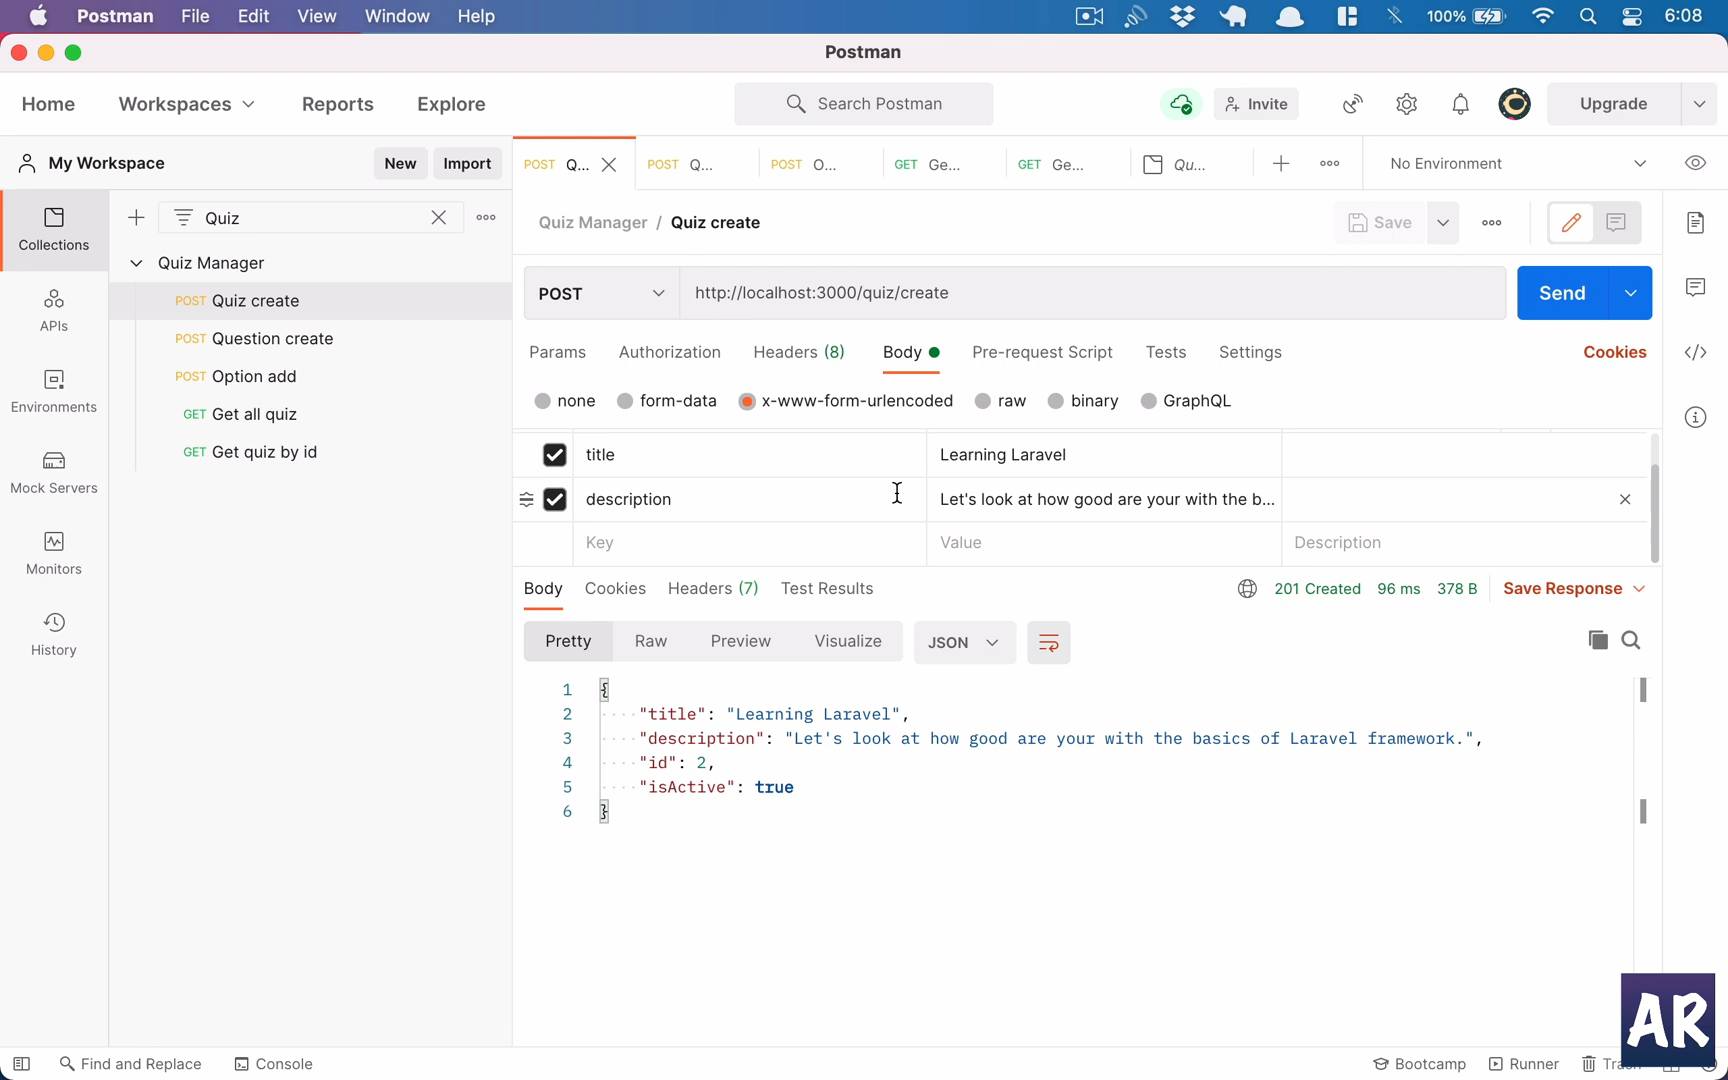 Postman File Edit View Window Help 100% 6:08
Postman
Home Workspaces Reports Explore Search Postman Invite Upgrade
My Workspace New Import POST Q... POST Q... POST O... GET Ge... GET Ge... Qu... No Environment
Collections
APIs
Environments
Mock Servers
Monitors
History
Quiz
Quiz Manager
POST Quiz create
POST Question create
POST Option add
GET Get all quiz
GET Get quiz by id
Quiz Manager / Quiz create Save
POST http://localhost:3000/quiz/create Send
Params Authorization Headers (8) Body Pre-request Script Tests Settings Cookies
none form-data x-www-form-urlencoded raw binary GraphQL
title Learning Laravel
description Let's look at how good are your with the b...
Key Value Description
Body Cookies Headers (7) Test Results 201 Created 96 ms 378 B Save Response
Pretty Raw Preview Visualize JSON
1 {
2 "title": "Learning Laravel",
3 "description": "Let's look at how good are your with the basics of Laravel framework.",
4 "id": 2,
5 "isActive": true
6 }
AR
Find and Replace Console Bootcamp Runner